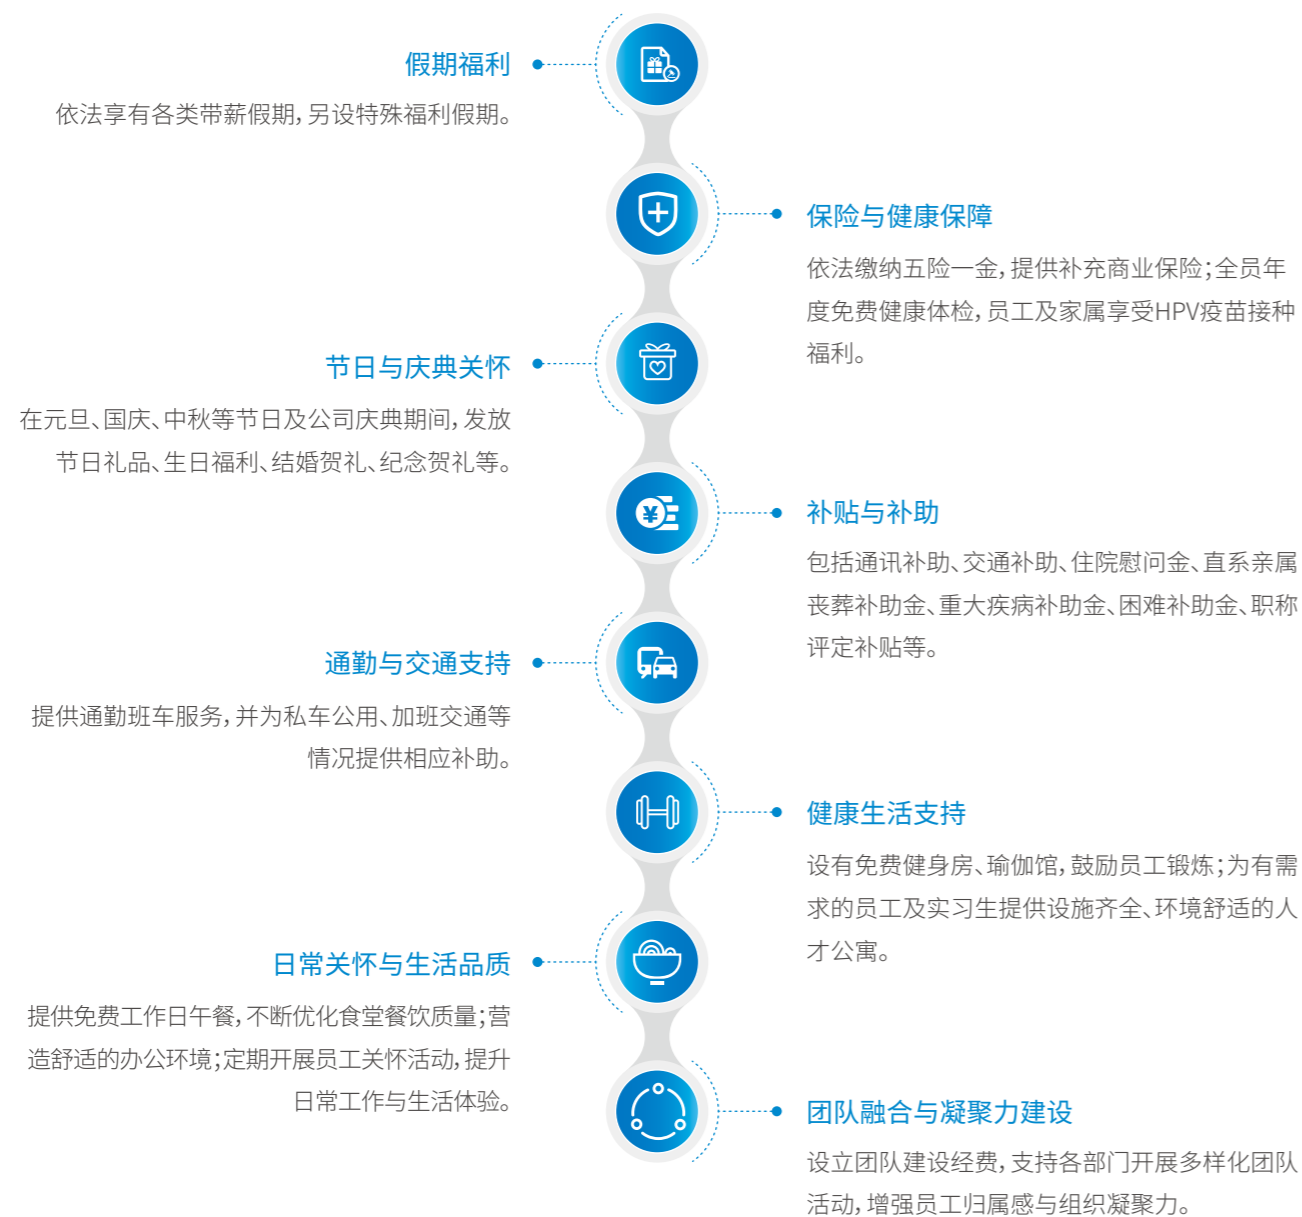 假期福利
依法享有各类带薪假期，另设特殊福利假期。
保险与健康保障
依法缴纳五险一金，提供补充商业保险；全员年
度免费健康体检，员工及家属享受HPV疫苗接种
福利。
节日与庆典关怀
在元旦、国庆、中秋等节日及公司庆典期间，发放
节日礼品、生日福利、结婚贺礼、纪念贺礼等。
补贴与补助
包括通讯补助、交通补助、住院慰问金、直系亲属
丧葬补助金、重大疾病补助金、困难补助金、职称
评定补贴等。
通勤与交通支持
提供通勤班车服务，并为私车公用、加班交通等
情况提供相应补助。
健康生活支持
设有免费健身房、瑜伽馆，鼓励员工锻炼；为有需
求的员工及实习生提供设施齐全、环境舒适的人
才公寓。
日常关怀与生活品质
提供免费工作日午餐，不断优化食堂餐饮质量；营
造舒适的办公环境；定期开展员工关怀活动，提升
日常工作与生活体验。
团队融合与凝聚力建设
设立团队建设经费，支持各部门开展多样化团队
活动，增强员工归属感与组织凝聚力。